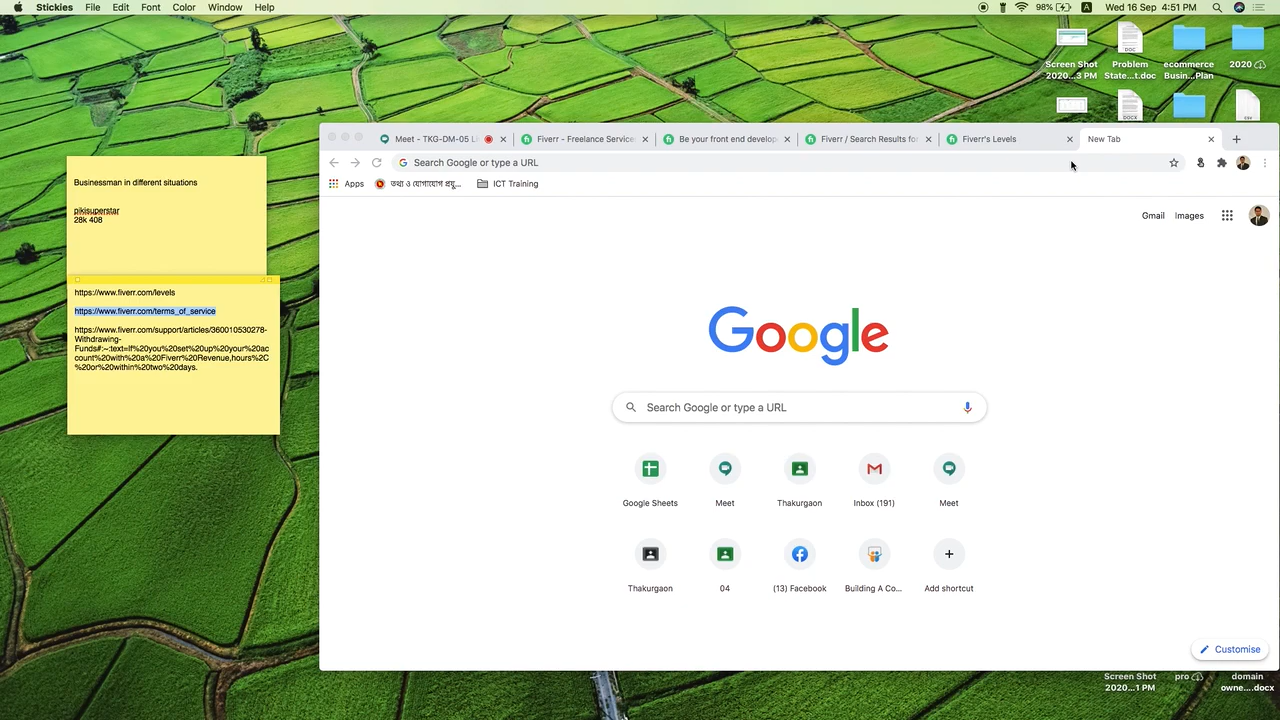 Stickies File Edit Font Color Window Help
98% A Wed 16 Sep 4:51 PM
Screen Shot 2020...3 PM
Problem State...t.doc
ecommerce Busin...Plan
2020
DOC
DOCX
Meet - TKG-DM-05 L
Fiverr - Freelance Service
Be your front end develop
Fiverr / Search Results fo
Fiverr's Levels
New Tab
Search Google or type a URL
Apps
তথ্য ও যোগাযোগ প্রযু...
ICT Training
Gmail Images
Businessman in different situations
pikisuperstar
28k 408
https://www.fiverr.com/levels
https://www.fiverr.com/terms_of_service
https://www.fiverr.com/support/articles/360010530278-
Withdrawing-
Funds#:~:text=If%20you%20set%20up%20your%20ac
count%20with%20a%20Fiverr%20Revenue,hours%2C
%20or%20within%20two%20days.
Google
Search Google or type a URL
Google Sheets Meet Thakurgaon Inbox (191) Meet
Thakurgaon 04 (13) Facebook Building A Co... Add shortcut
Customise
Screen Shot 2020...1 PM
pro
domain owne....docx